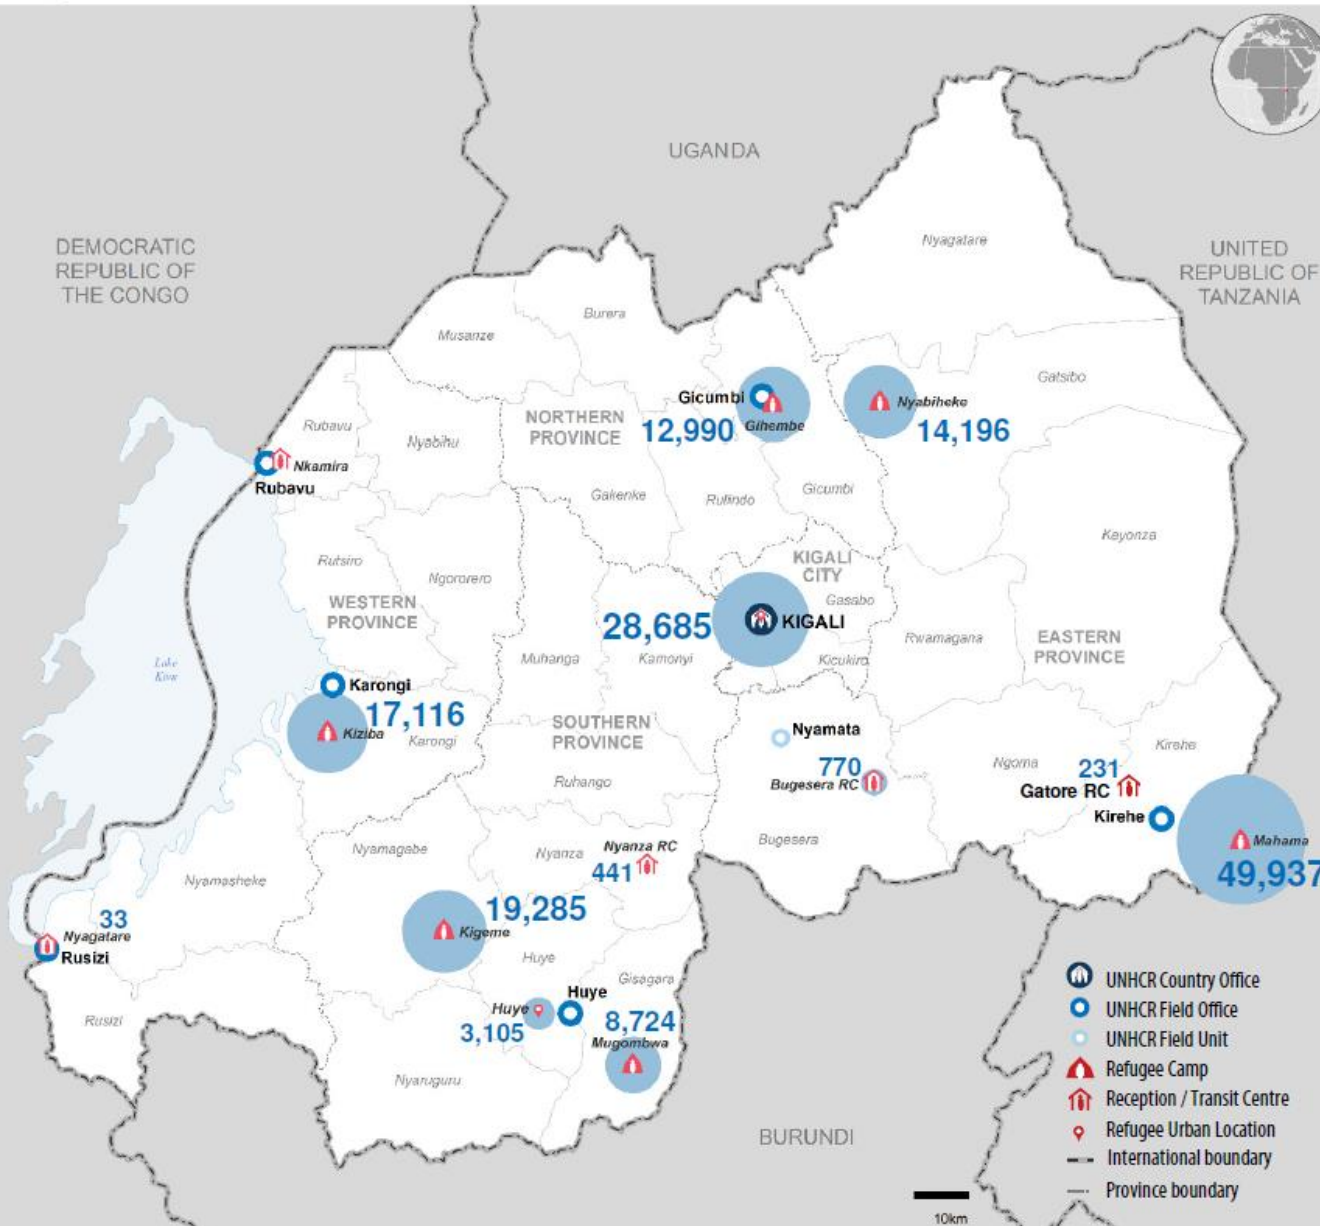 UGANDA
DEMOCRATIC
REPUBLIC OF
THE CONGO
UNITED
REPUBLIC OF
TANZANIA
Nyagatare
Burera
Musanze
Gatsibo
Gicumbi
Gihembe
12,990
Nyabiheke
14,196
NORTHERN
PROVINCE
Rubavu
Nyabihu
Nkamira
Rubavu
Gakenke
Rulindo
Gicumbi
Kayonza
Rutsiro
Ngororero
WESTERN
PROVINCE
KIGALI
CITY
Gasabo
28,685
KIGALI
Kicukiro
Kamonyi
Muhanga
Rwamagana
EASTERN
PROVINCE
Lake
Kivu
Karongi
17,116
Kiziba
Karongi
SOUTHERN
PROVINCE
Ruhango
Nyamata
770
Bugesera RC
Bugesera
Ngoma
Kirehe
231
Gatore RC
Kirehe
Mahama
49,937
Nyamagabe
Nyanza
Nyanza RC
441
Nyamasheke
33
Nyagatare
Rusizi
Rusizi
19,285
Kigeme
Huye
Gisagara
Huye
Huye
3,105
8,724
Mugombwa
Nyaruguru
BURUNDI
UNHCR Country Office
UNHCR Field Office
UNHCR Field Unit
Refugee Camp
Reception / Transit Centre
Refugee Urban Location
International boundary
Province boundary
10km